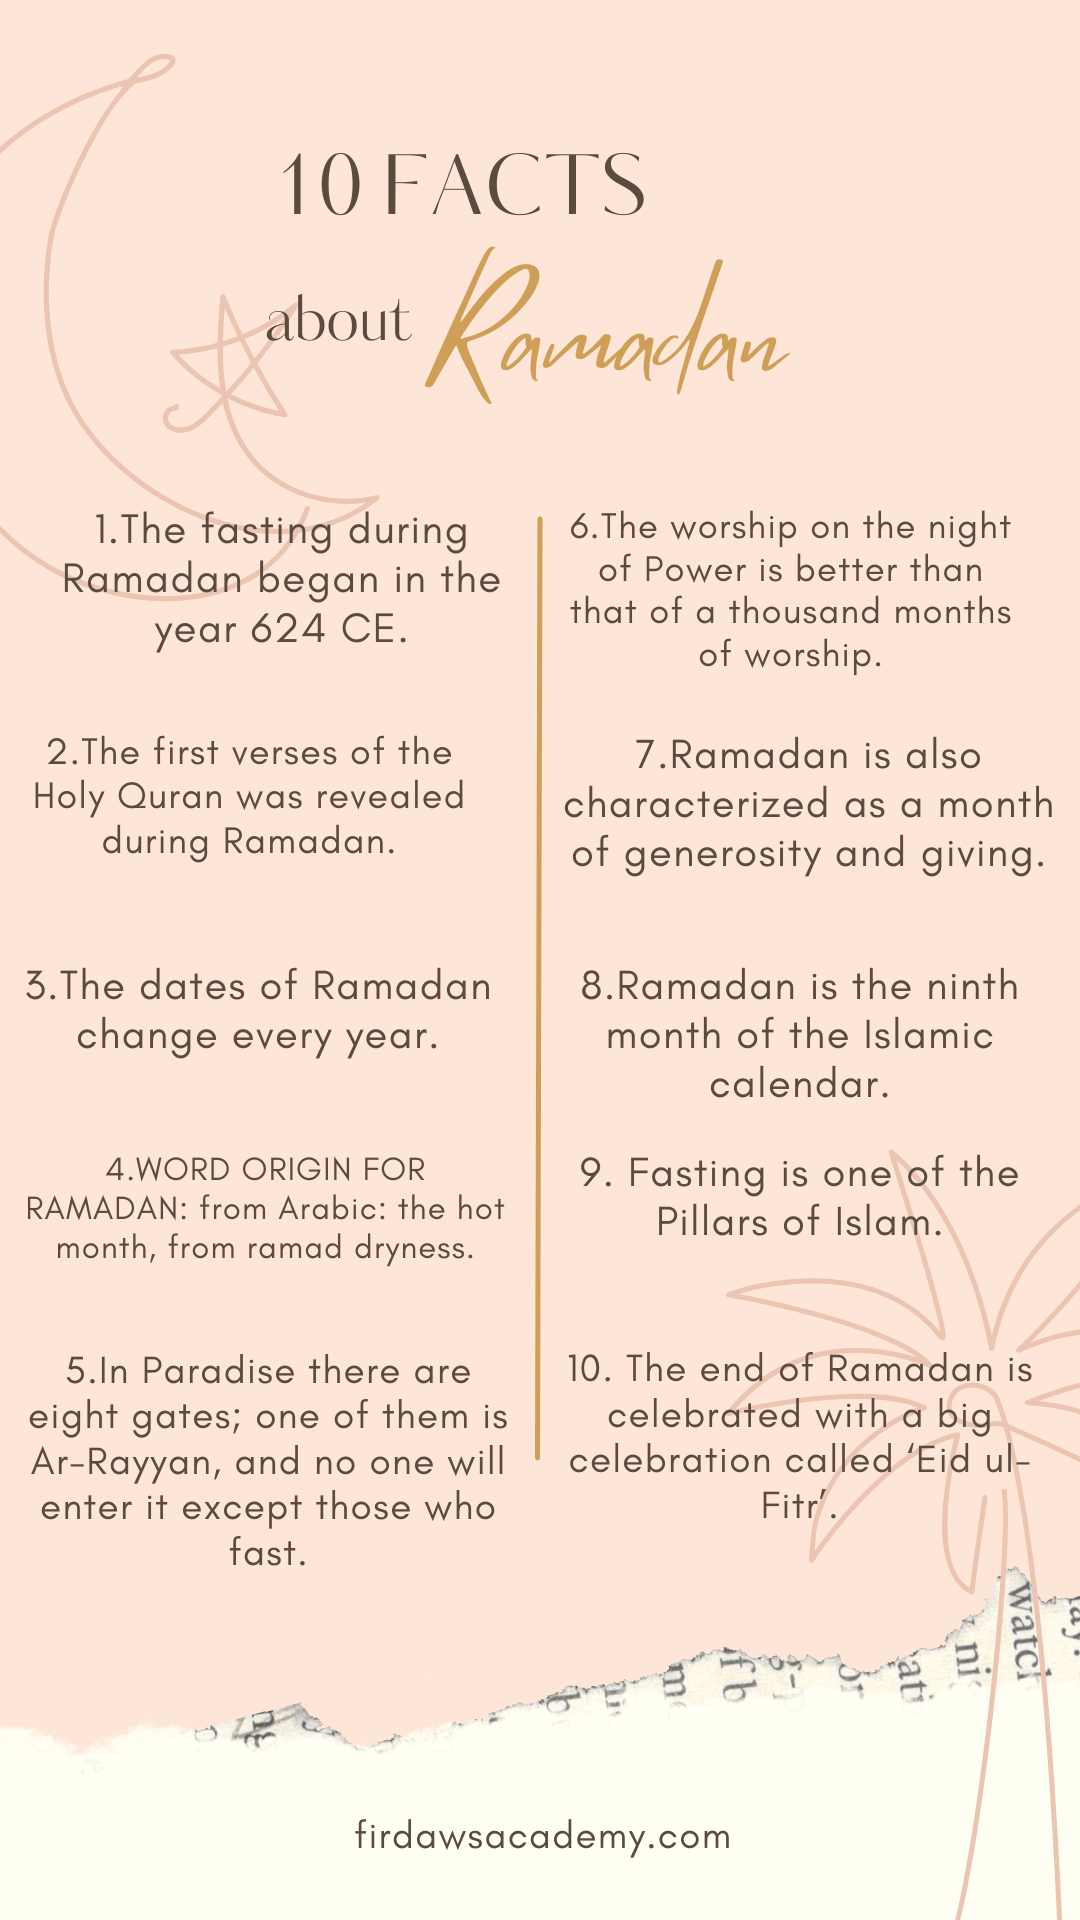 10 FACTS
about Ramadan
1.The fasting during
Ramadan began in the
year 624 CE.
2.The first verses of the
Holy Quran was revealed
during Ramadan.
3.The dates of Ramadan
change every year.
4.WORD ORIGIN FOR
RAMADAN: from Arabic: the hot
month, from ramad dryness.
5.In Paradise there are
eight gates; one of them is
Ar-Rayyan, and no one will
enter it except those who
fast.
6.The worship on the night
of Power is better than
that of a thousand months
of worship.
7.Ramadan is also
characterized as a month
of generosity and giving.
8.Ramadan is the ninth
month of the Islamic
calendar.
9. Fasting is one of the
Pillars of Islam.
10. The end of Ramadan is
celebrated with a big
celebration called ‘Eid ul-
Fitr’.
firdawsacademy.com